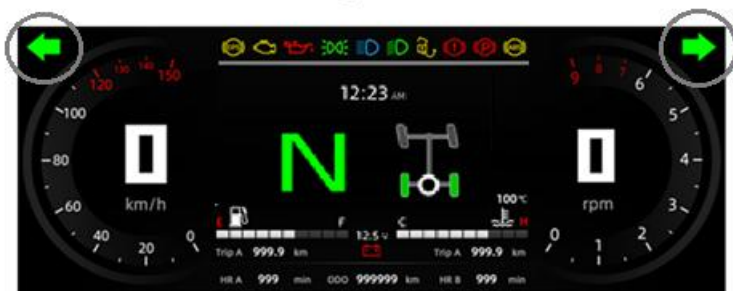 120 130 140 150
9 8 7
12:23 AM
100
6
5
80
N
4
0
km/h
0
rpm
60
100℃
3
E F C H
40
20
0
12.5 V
0
1
2
Trip A 999.9 km Trip A 999.9 km
HR A 999 min ODO 999999 km HR B 999 min